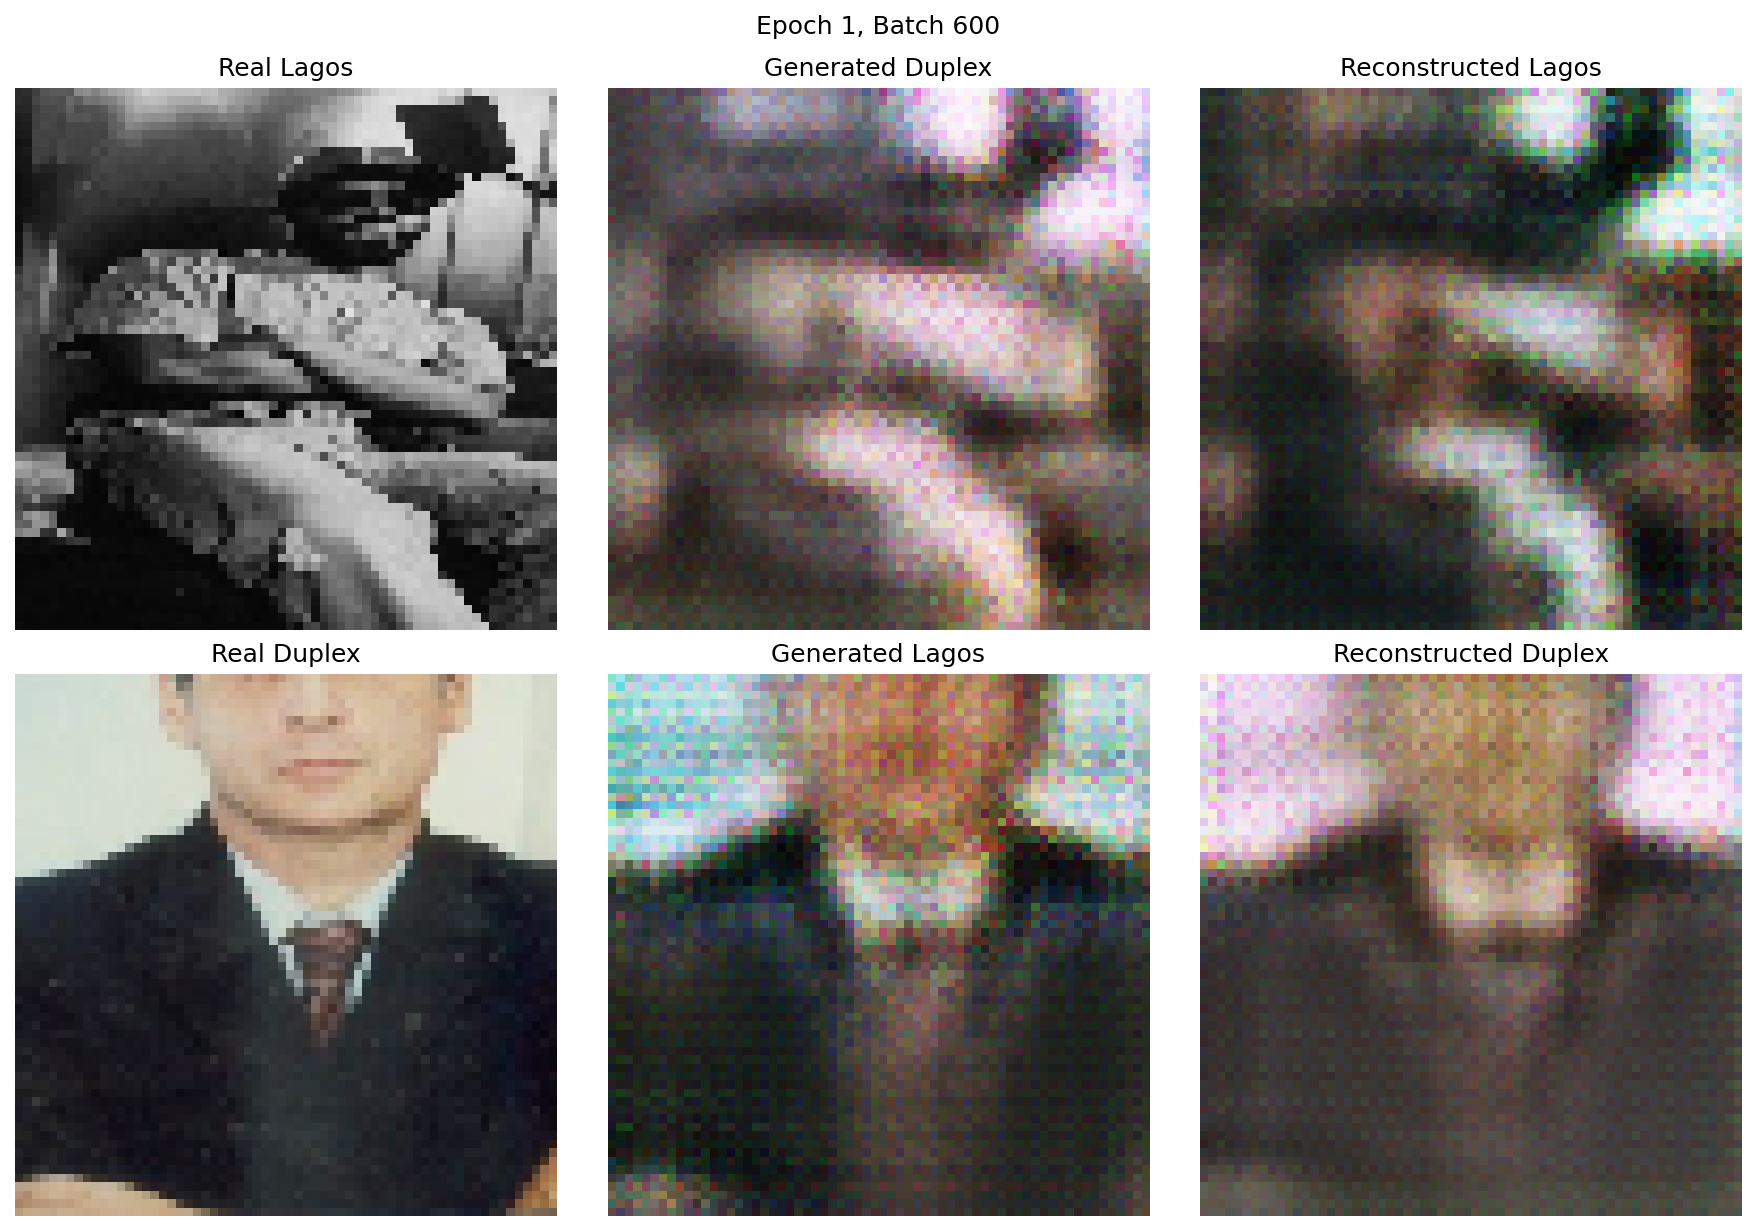 Epoch 1, Batch 600
Real Lagos
Generated Duplex
Reconstructed Lagos
Real Duplex
Generated Lagos
Reconstructed Duplex